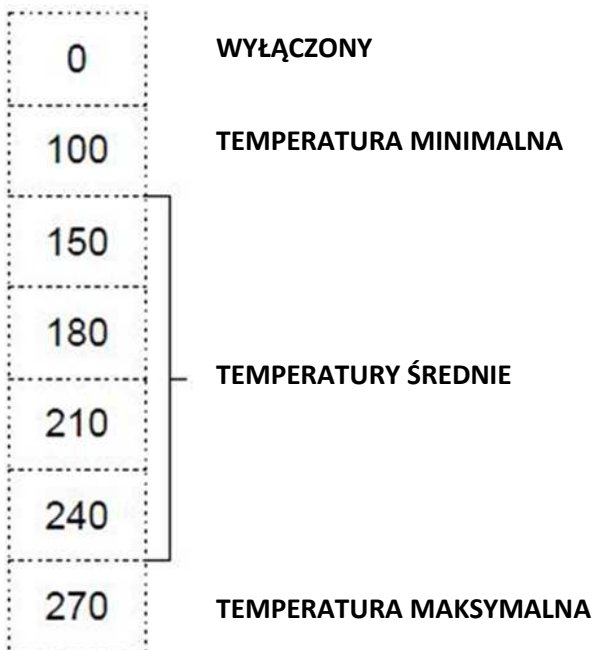 0 WYŁĄCZONY
100 TEMPERATURA MINIMALNA
150
180
TEMPERATURY ŚREDNIE
210
240
270 TEMPERATURA MAKSYMALNA